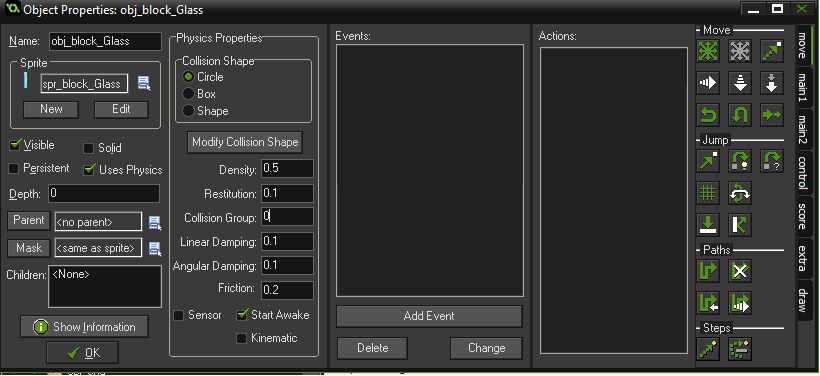 Object Properties: obj_block_Glass
Name: obj_block_Glass
Sprite
spr_block_Glass
New Edit
Visible Solid
Persistent Uses Physics
Depth: 0
Parent <no parent>
Mask <same as sprite>
Children: <None>
Show Information
OK
Physics Properties
Collision Shape
Circle
Box
Shape
Modify Collision Shape
Density: 0.5
Restitution: 0.1
Collision Group: 0
Linear Damping: 0.1
Angular Damping: 0.1
Friction: 0.2
Sensor Start Awake
Kinematic
Events:
Add Event
Delete Change
Actions:
Move
Jump
Paths
Steps
move
main1
main2
control
score
extra
draw